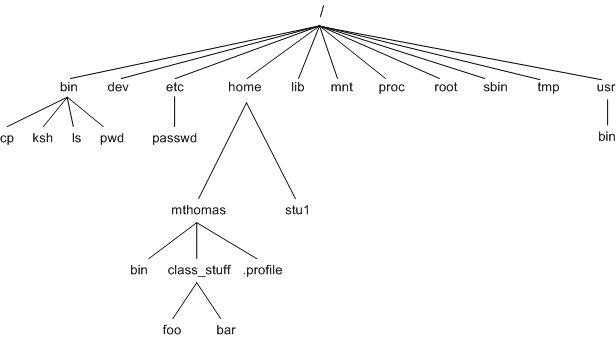 /
bin dev etc home lib mnt proc root sbin tmp usr
cp ksh ls pwd passwd bin
mthomas stu1
bin class_stuff .profile
foo bar